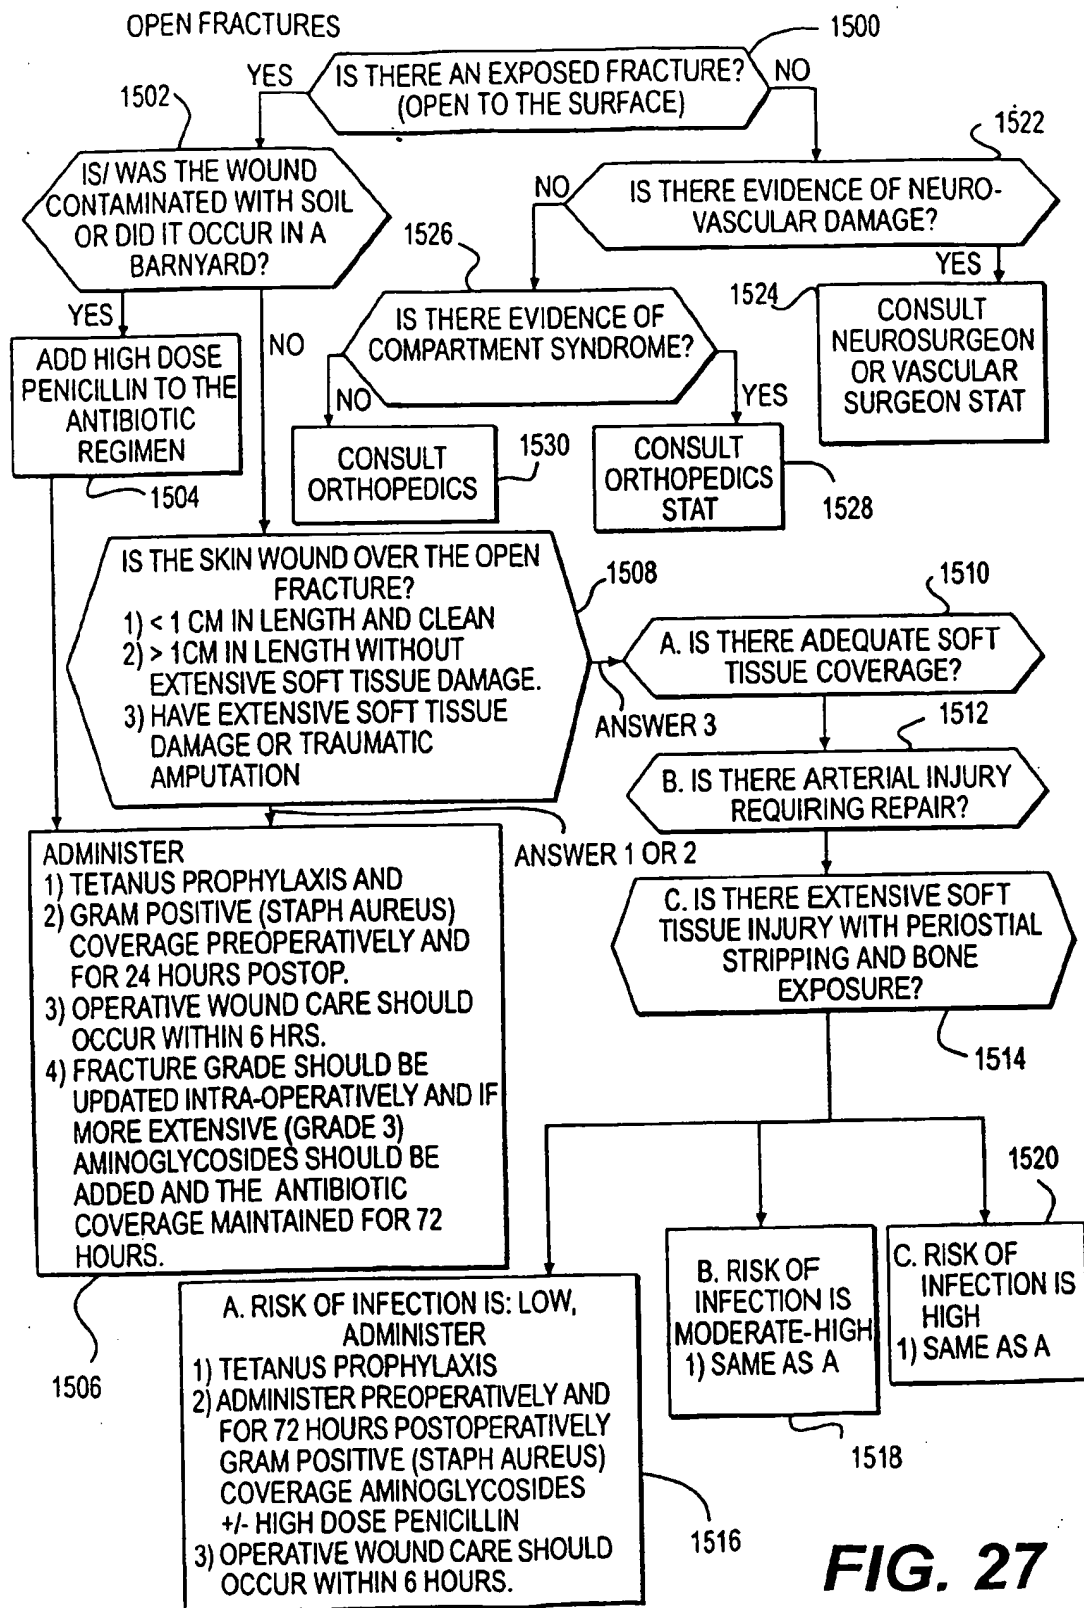 OPEN FRACTURES
1500
IS THERE AN EXPOSED FRACTURE?
(OPEN TO THE SURFACE)
YES
NO
1502
IS/ WAS THE WOUND
CONTAMINATED WITH SOIL
OR DID IT OCCUR IN A
BARNYARD?
1522
IS THERE EVIDENCE OF NEURO-
VASCULAR DAMAGE?
NO
YES
1524
CONSULT
NEUROSURGEON
OR VASCULAR
SURGEON STAT
1526
IS THERE EVIDENCE OF
COMPARTMENT SYNDROME?
NO
YES
YES
NO
ADD HIGH DOSE
PENICILLIN TO THE
ANTIBIOTIC
REGIMEN
1504
CONSULT
ORTHOPEDICS
1530
CONSULT
ORTHOPEDICS
STAT
1528
IS THE SKIN WOUND OVER THE OPEN
FRACTURE?
1) < 1 CM IN LENGTH AND CLEAN
2) > 1CM IN LENGTH WITHOUT
EXTENSIVE SOFT TISSUE DAMAGE.
3) HAVE EXTENSIVE SOFT TISSUE
DAMAGE OR TRAUMATIC
AMPUTATION
1508
1510
A. IS THERE ADEQUATE SOFT
TISSUE COVERAGE?
ANSWER 3
1512
B. IS THERE ARTERIAL INJURY
REQUIRING REPAIR?
ANSWER 1 OR 2
C. IS THERE EXTENSIVE SOFT
TISSUE INJURY WITH PERIOSTIAL
STRIPPING AND BONE
EXPOSURE?
1514
ADMINISTER
1) TETANUS PROPHYLAXIS AND
2) GRAM POSITIVE (STAPH AUREUS)
COVERAGE PREOPERATIVELY AND
FOR 24 HOURS POSTOP.
3) OPERATIVE WOUND CARE SHOULD
OCCUR WITHIN 6 HRS.
4) FRACTURE GRADE SHOULD BE
UPDATED INTRA-OPERATIVELY AND IF
MORE EXTENSIVE (GRADE 3)
AMINOGLYCOSIDES SHOULD BE
ADDED AND THE ANTIBIOTIC
COVERAGE MAINTAINED FOR 72
HOURS.
1506
A. RISK OF INFECTION IS: LOW,
ADMINISTER
1) TETANUS PROPHYLAXIS
2) ADMINISTER PREOPERATIVELY AND
FOR 72 HOURS POSTOPERATIVELY
GRAM POSITIVE (STAPH AUREUS)
COVERAGE AMINOGLYCOSIDES
+/- HIGH DOSE PENICILLIN
3) OPERATIVE WOUND CARE SHOULD
OCCUR WITHIN 6 HOURS.
1516
B. RISK OF
INFECTION IS
MODERATE-HIGH
1) SAME AS A
1518
1520
C. RISK OF
INFECTION IS
HIGH
1) SAME AS A
FIG. 27